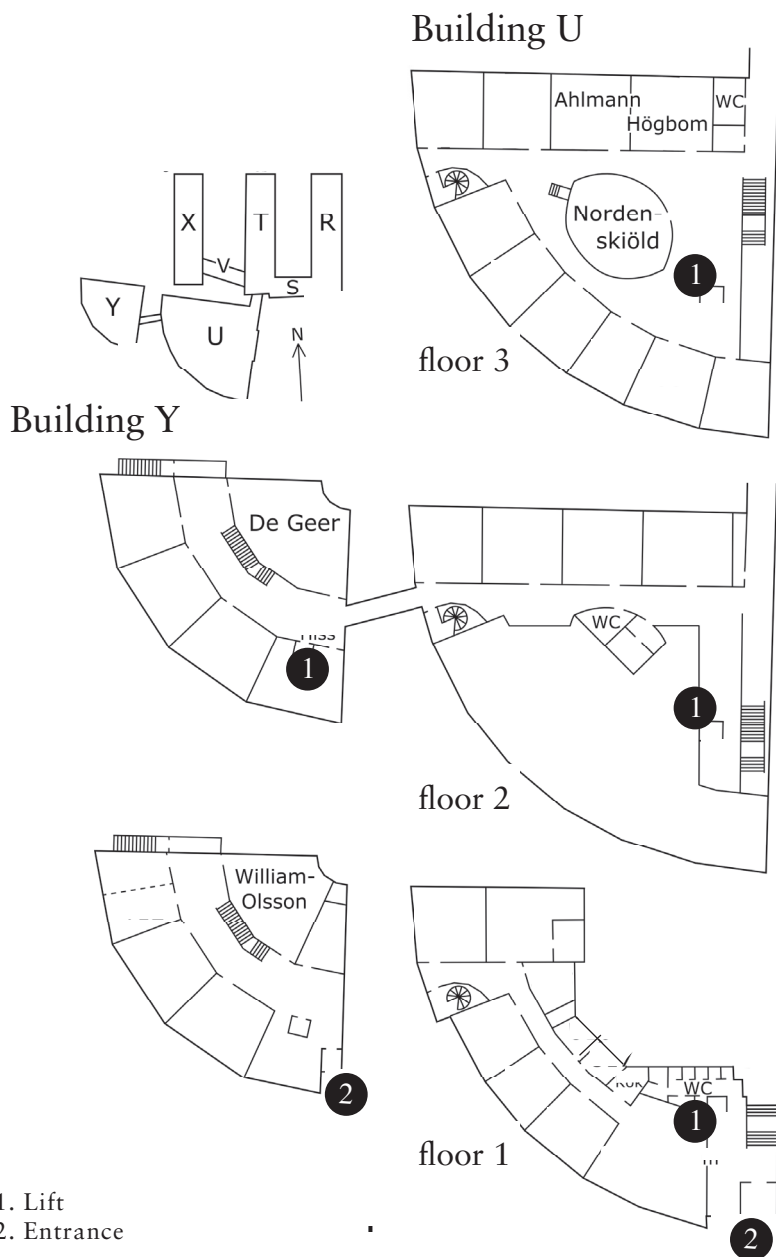 Building U
Ahlmann
WC
Högbom
Norden-
skiöld
1
floor 3
X
T
R
V
S
Y
U
N
Building Y
De Geer
1
WC
1
floor 2
William-
Olsson
2
WC
1
floor 1
2
1. Lift
2. Entrance